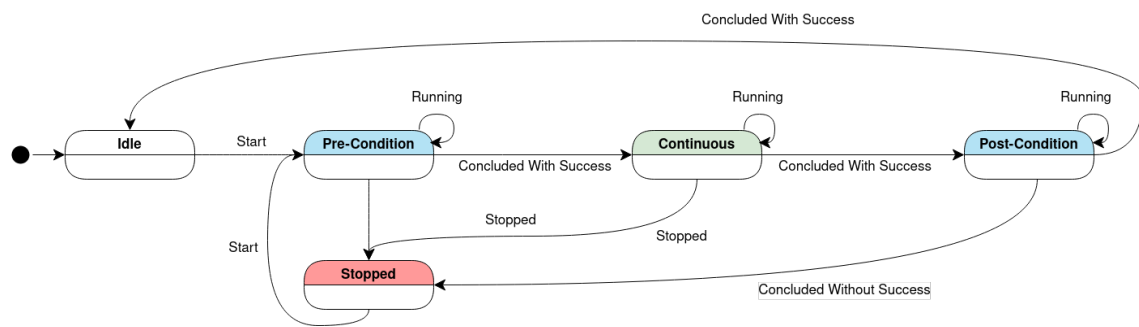 Concluded With Success
Running
Running
Running
Idle
Start
Pre-Condition
Continuous
Post-Condition
Concluded With Success
Concluded With Success
Stopped
Stopped
Start
Stopped
Concluded Without Success